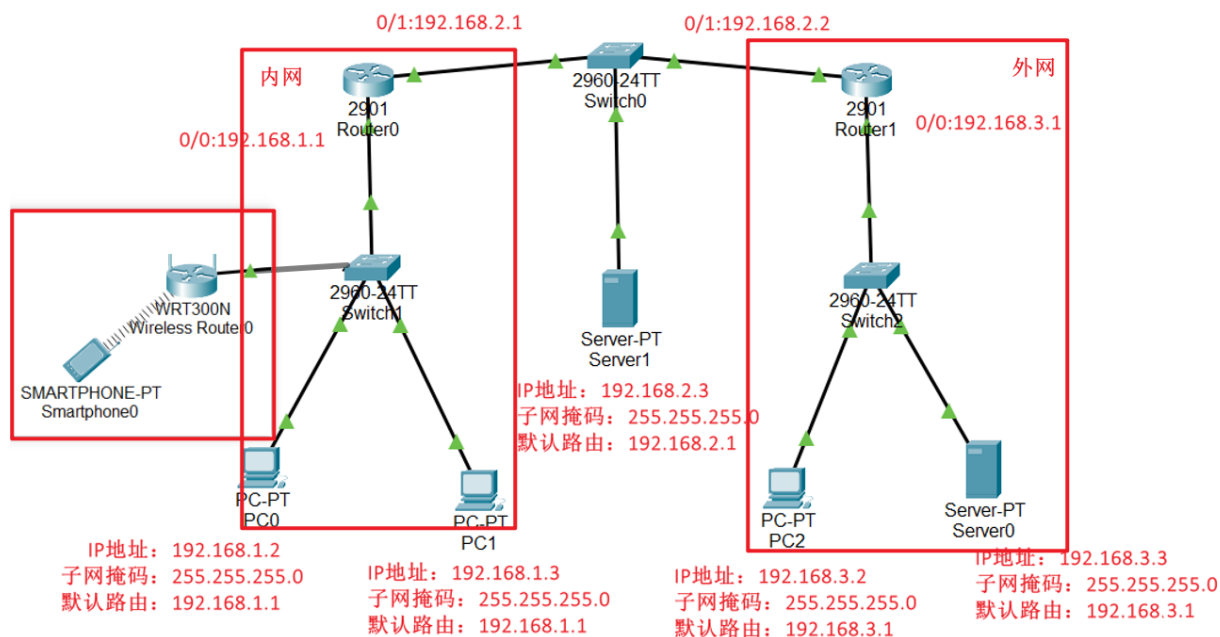 0/1:192.168.2.1
0/1:192.168.2.2
内网
外网
2901
Router0
2960-24TT
Switch0
2901
Router1
0/0:192.168.1.1
0/0:192.168.3.1
WRT300N
Wireless Router0
2960-24TT
Switch1
2960-24TT
Switch2
Server-PT
Server1
SMARTPHONE-PT
Smartphone0
IP地址：192.168.2.3
子网掩码：255.255.255.0
默认路由：192.168.2.1
PC-PT
PC0
PC-PT
PC1
PC-PT
PC2
Server-PT
Server0
IP地址：192.168.1.2
子网掩码：255.255.255.0
默认路由：192.168.1.1
IP地址：192.168.1.3
子网掩码：255.255.255.0
默认路由：192.168.1.1
IP地址：192.168.3.2
子网掩码：255.255.255.0
默认路由：192.168.3.1
IP地址：192.168.3.3
子网掩码：255.255.255.0
默认路由：192.168.3.1